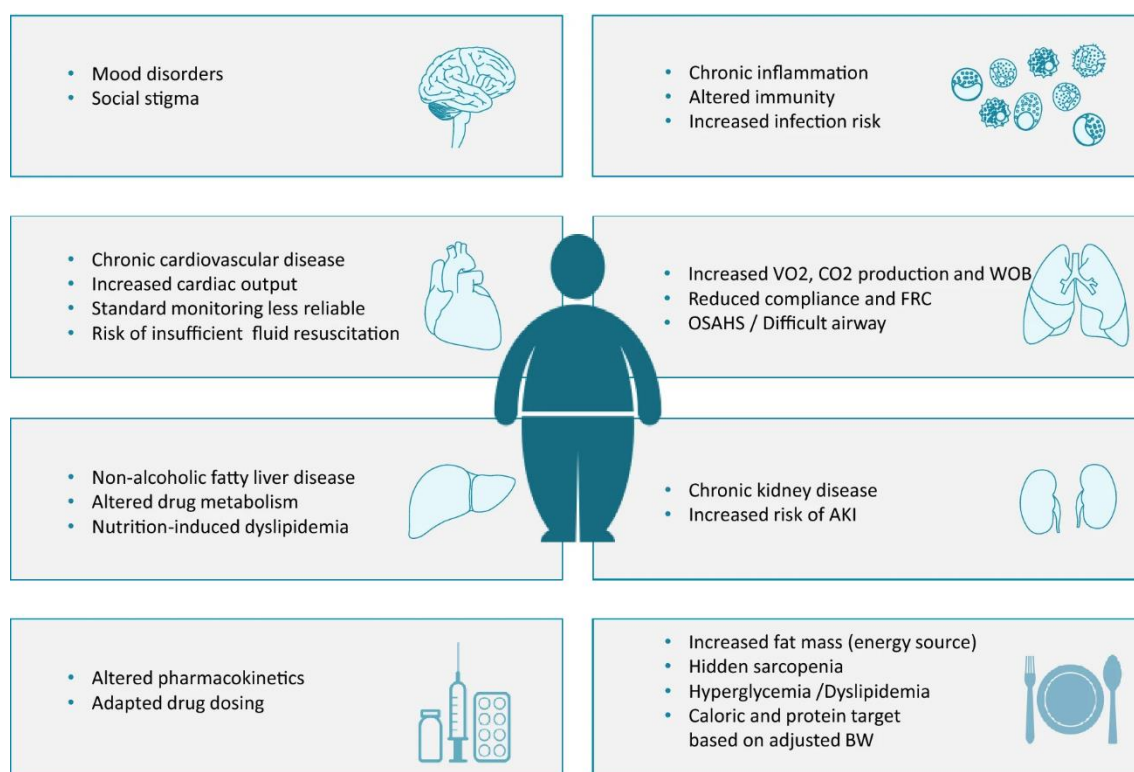 • Mood disorders
• Social stigma
• Chronic inflammation
• Altered immunity
• Increased infection risk
• Chronic cardiovascular disease
• Increased cardiac output
• Standard monitoring less reliable
• Risk of insufficient fluid resuscitation
• Increased VO2, CO2 production and WOB
• Reduced compliance and FRC
• OSAHS / Difficult airway
• Non-alcoholic fatty liver disease
• Altered drug metabolism
• Nutrition-induced dyslipidemia
• Chronic kidney disease
• Increased risk of AKI
• Altered pharmacokinetics
• Adapted drug dosing
• Increased fat mass (energy source)
• Hidden sarcopenia
• Hyperglycemia /Dyslipidemia
• Caloric and protein target
based on adjusted BW